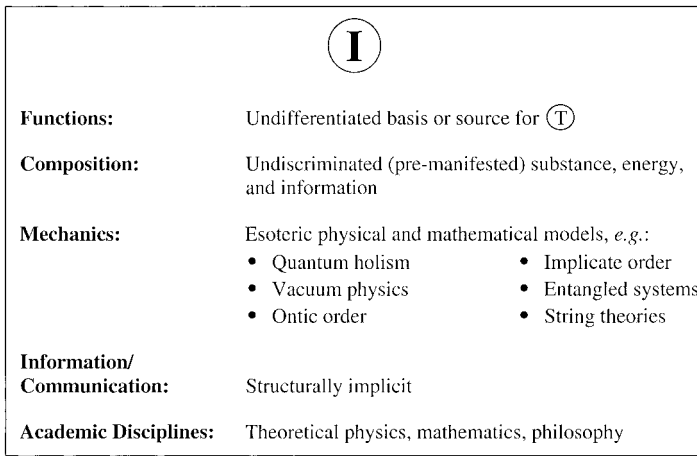 I
Functions: Undifferentiated basis or source for T
Composition: Undiscriminated (pre-manifested) substance, energy,
and information
Mechanics: Esoteric physical and mathematical models, e.g.:
• Quantum holism • Implicate order
• Vacuum physics • Entangled systems
• Ontic order • String theories
Information/
Communication: Structurally implicit
Academic Disciplines: Theoretical physics, mathematics, philosophy